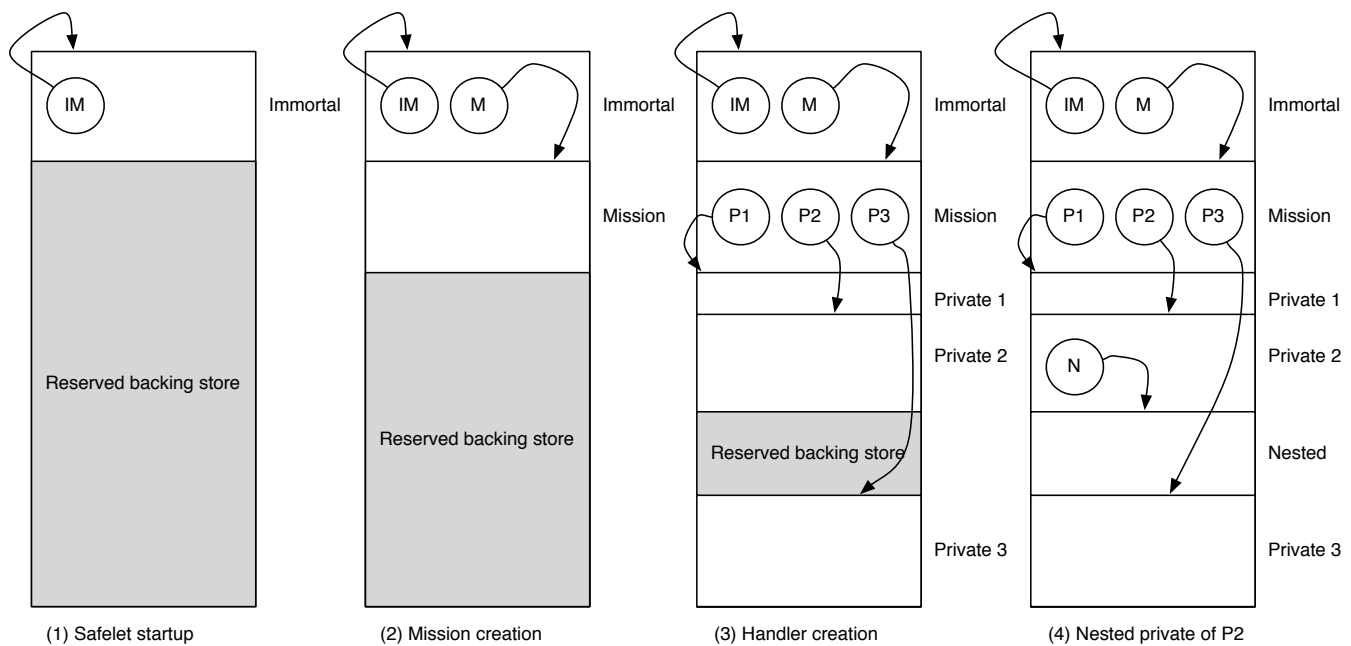 IM
Immortal
Reserved backing store
(1) Safelet startup
IM M
Immortal
Mission
Reserved backing store
(2) Mission creation
IM M
Immortal
P1 P2 P3
Mission
Private 1
Private 2
Reserved backing store
Private 3
(3) Handler creation
IM M
Immortal
P1 P2 P3
Mission
Private 1
N
Private 2
Nested
Private 3
(4) Nested private of P2